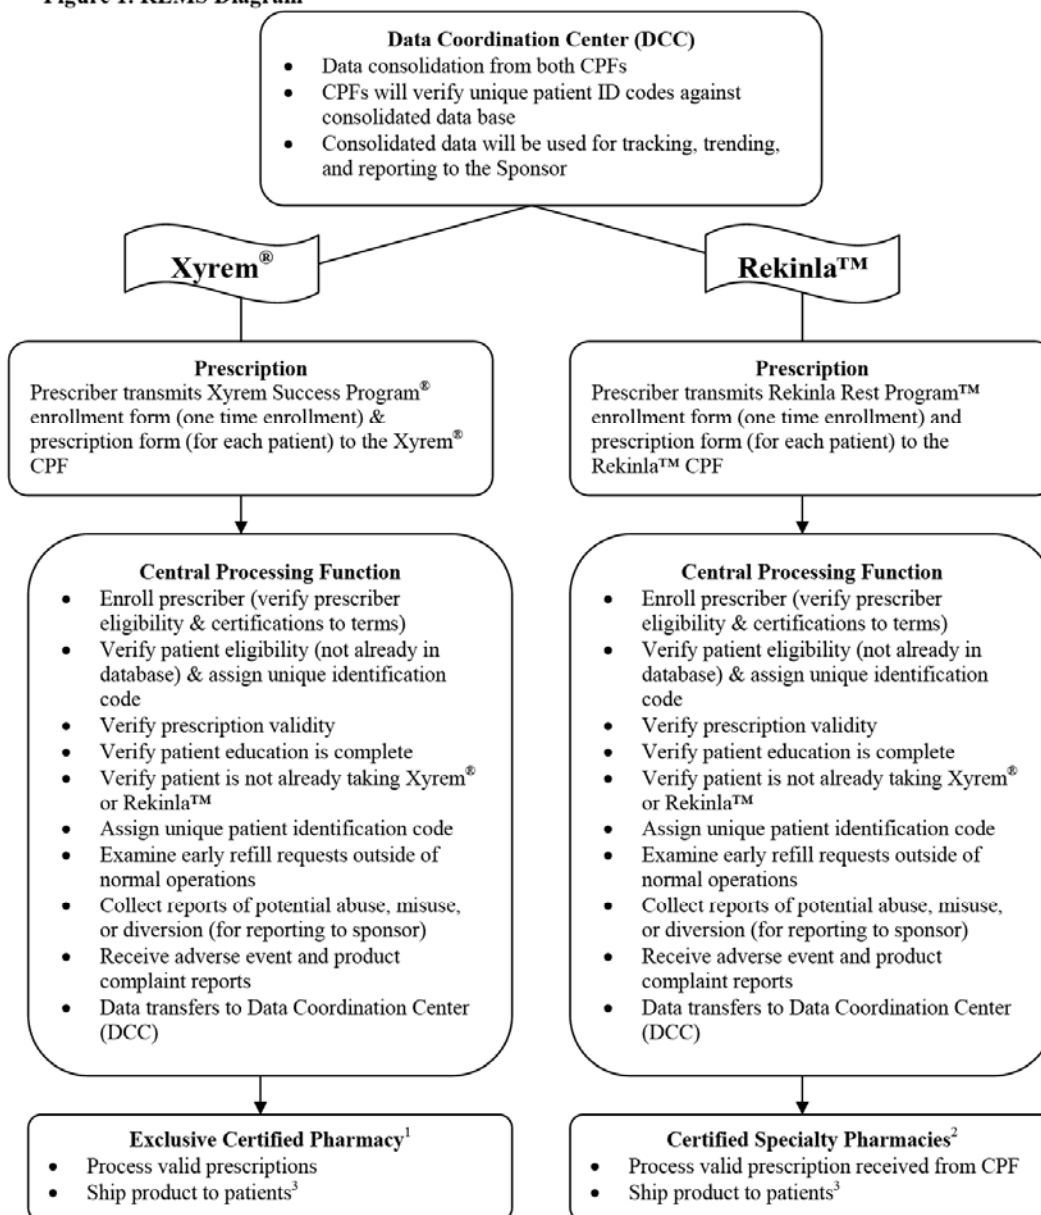 Figure 1. REMS Diagram
Data Coordination Center (DCC)
• Data consolidation from both CPFs
• CPFs will verify unique patient ID codes against
consolidated data base
• Consolidated data will be used for tracking, trending,
and reporting to the Sponsor
Xyrem®
Rekinla™
Prescription
Prescriber transmits Xyrem Success Program®
enrollment form (one time enrollment) &
prescription form (for each patient) to the Xyrem®
CPF
Prescription
Prescriber transmits Rekinla Rest Program™
enrollment form (one time enrollment) and
prescription form (for each patient) to the
Rekinla™ CPF
Central Processing Function
• Enroll prescriber (verify prescriber
eligibility & certifications to terms)
• Verify patient eligibility (not already in
database) & assign unique identification
code
• Verify prescription validity
• Verify patient education is complete
• Verify patient is not already taking Xyrem®
or Rekinla™
• Assign unique patient identification code
• Examine early refill requests outside of
normal operations
• Collect reports of potential abuse, misuse,
or diversion (for reporting to sponsor)
• Receive adverse event and product
complaint reports
• Data transfers to Data Coordination Center
(DCC)
Central Processing Function
• Enroll prescriber (verify prescriber
eligibility & certifications to terms)
• Verify patient eligibility (not already in
database) & assign unique identification
code
• Verify prescription validity
• Verify patient education is complete
• Verify patient is not already taking Xyrem®
or Rekinla™
• Assign unique patient identification code
• Examine early refill requests outside of
normal operations
• Collect reports of potential abuse, misuse,
or diversion (for reporting to sponsor)
• Receive adverse event and product
complaint reports
• Data transfers to Data Coordination Center
(DCC)
Exclusive Certified Pharmacy¹
• Process valid prescriptions
• Ship product to patients³
Certified Specialty Pharmacies²
• Process valid prescription received from CPF
• Ship product to patients³